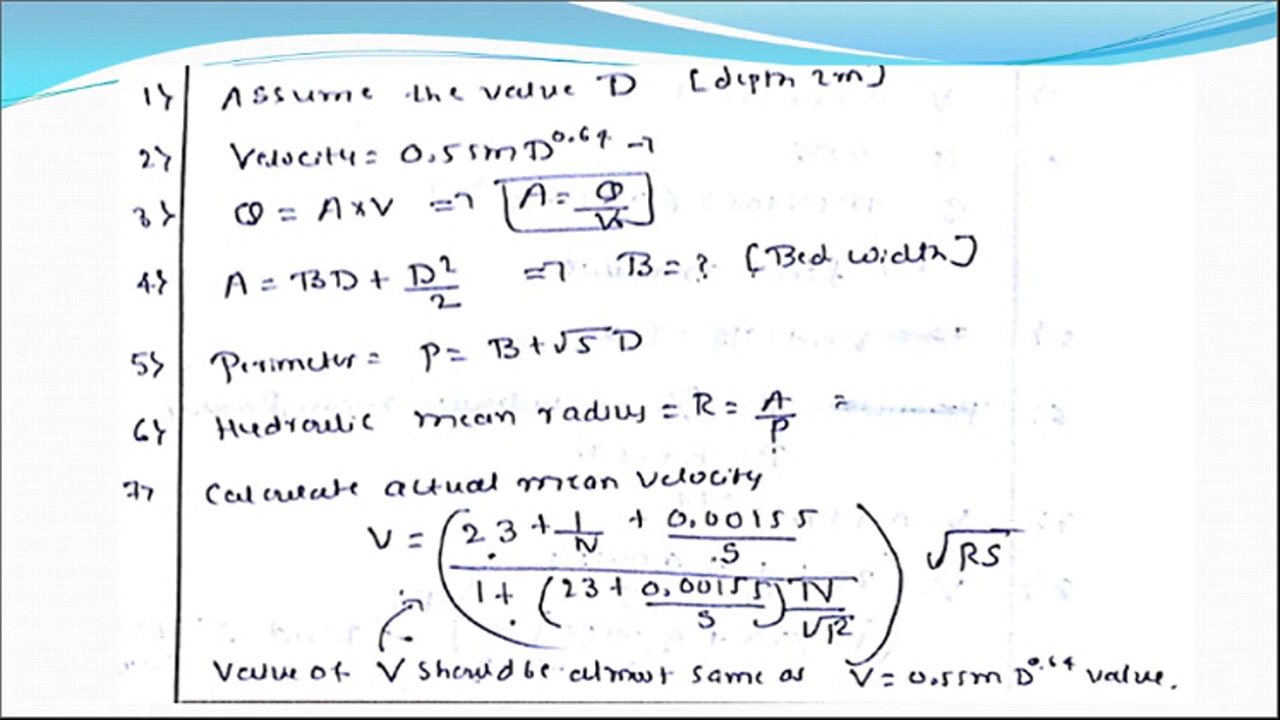 1} Assume the value D [depth 2m]
2} Velocity = 0.55mD^0.64 →
3} Q = A×V => A = Q/V
4} A = BD + D²/2 => B = ? [Bed width]
5} Perimeter = P = B + √5 D
6} Hydraulic mean radius = R = A/P =
7} Calculate actual mean velocity
V = (23 + 1/N + 0.00155/S
1 + (23 + 0.00155/S) N/√R) √RS
Value of V should be almost same as V = 0.55m D^0.64 value.